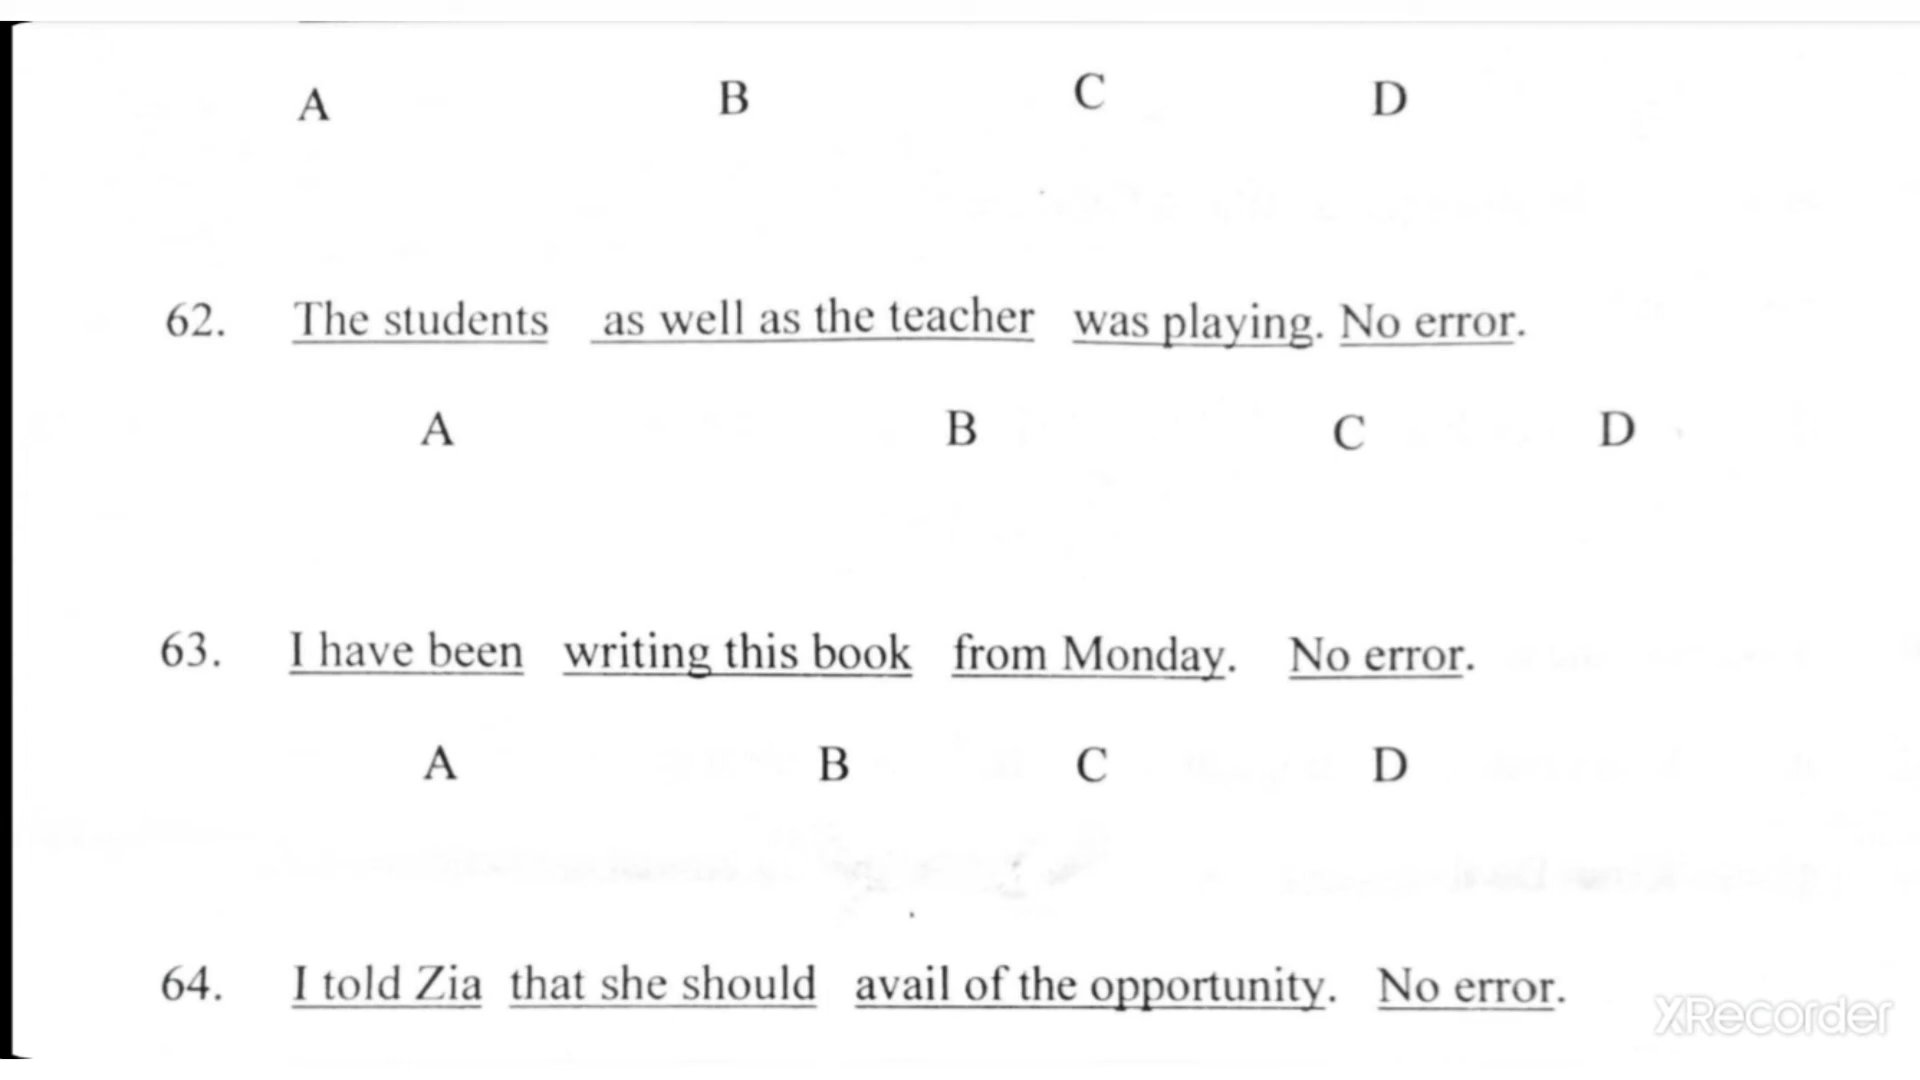 A B C D
62. The students as well as the teacher was playing. No error.
A B C D
63. I have been writing this book from Monday. No error.
A B C D
64. I told Zia that she should avail of the opportunity. No error.
XRecorder